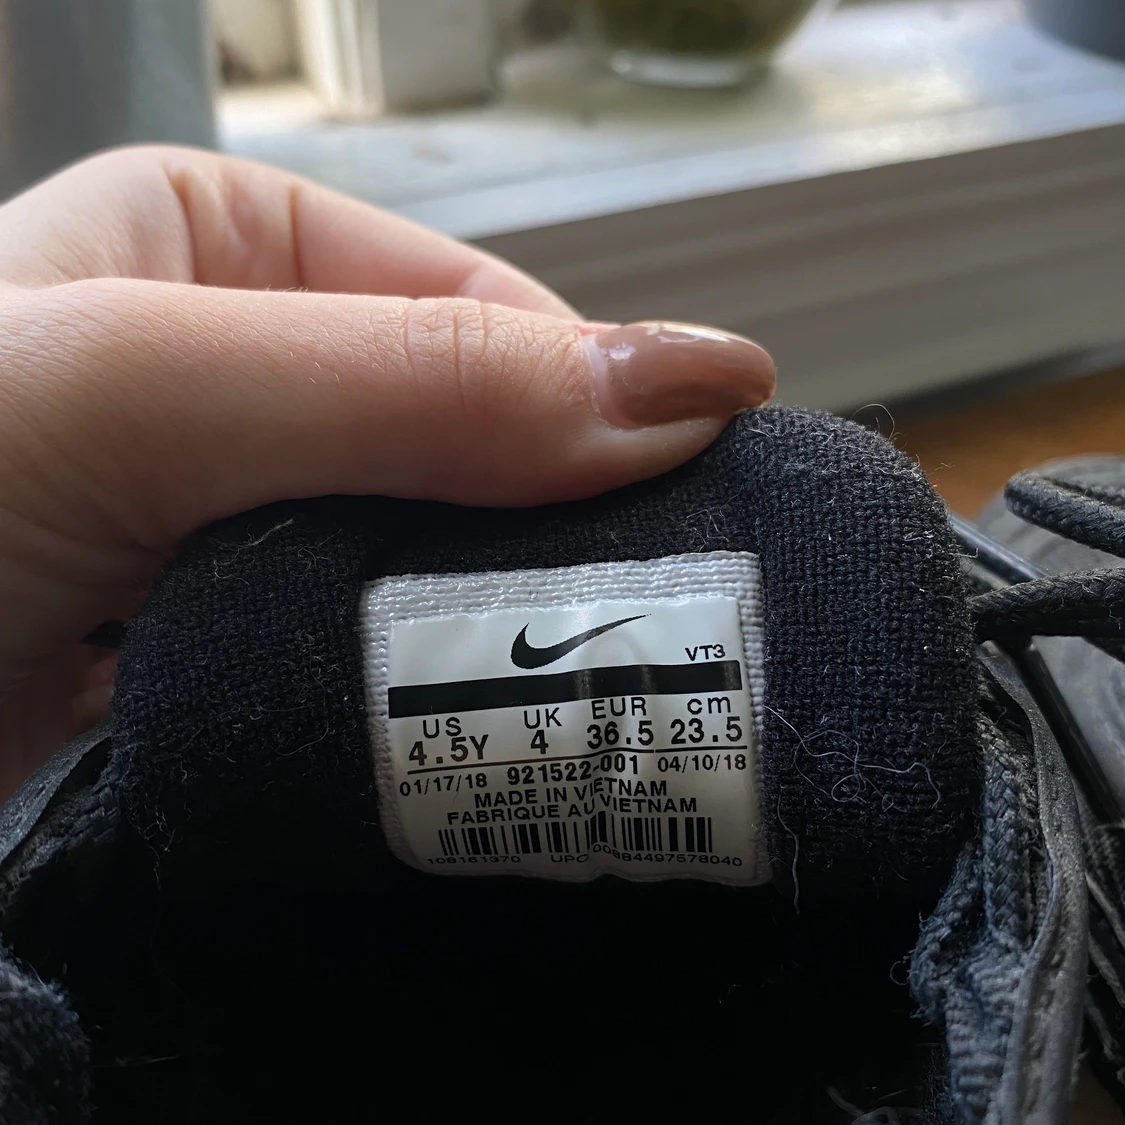 VT3
US UK EUR cm
4.5Y 4 36.5 23.5
01/17/18 921522-001 04/10/18
MADE IN VIETNAM
FABRIQUE AU VIETNAM
108161370 UPC 00884497578040